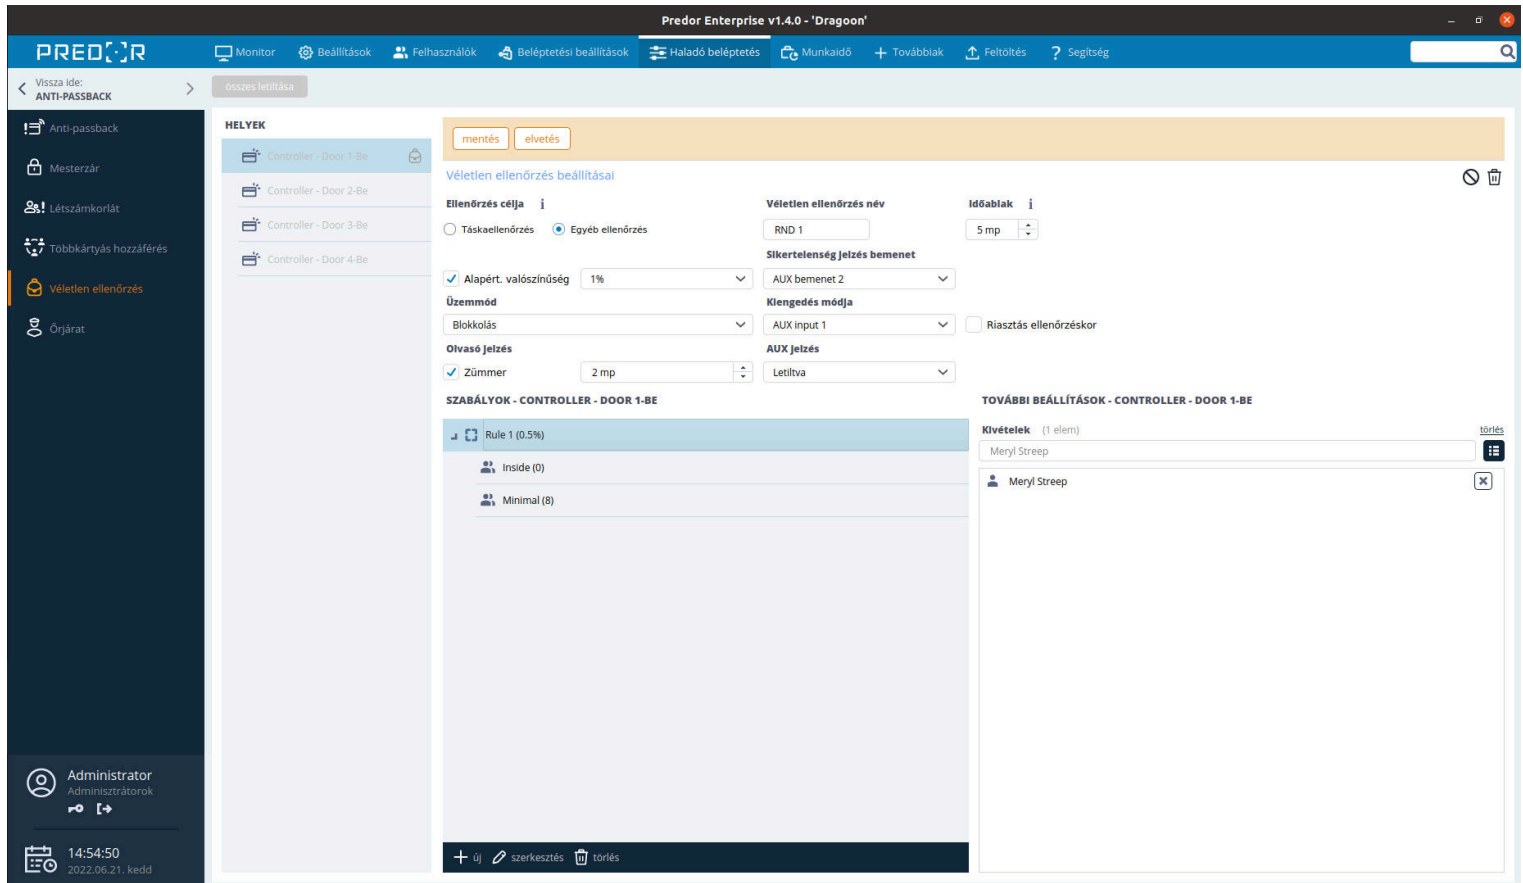 Predor Enterprise v1.4.0 - 'Dragoon'
PREDOR
Monitor Beállítások Felhasználók Beléptetési beállítások Haladó beléptetés Munkaidő Továbbiak Feltöltés Segítség
Vissza ide:
ANTI-PASSBACK
összes letiltása
Anti-passback
Mesterzár
Létszámkorlát
Többkártyás hozzáférés
Véletlen ellenőrzés
Őrjárat
HELYEK
Controller - Door 1-Be
Controller - Door 2-Be
Controller - Door 3-Be
Controller - Door 4-Be
mentés elvetés
Véletlen ellenőrzés beállításai
Ellenőrzés célja i Véletlen ellenőrzés név Időablak i
Táskaellenőrzés Egyéb ellenőrzés RND 1 5 mp
Sikertelenség jelzés bemenet
Alapért. valószínűség 1% AUX bemenet 2
Üzemmód Kiengedés módja
Blokkolás AUX input 1 Riasztás ellenőrzéskor
Olvasó jelzés AUX jelzés
Zümmer 2 mp Letiltva
SZABÁLYOK - CONTROLLER - DOOR 1-BE
Rule 1 (0.5%)
Inside (0)
Minimal (8)
új szerkesztés törlés
TOVÁBBI BEÁLLÍTÁSOK - CONTROLLER - DOOR 1-BE
Kivételek (1 elem) törlés
Meryl Streep
Meryl Streep
Administrator
Adminisztrátorok
14:54:50
2022.06.21. kedd